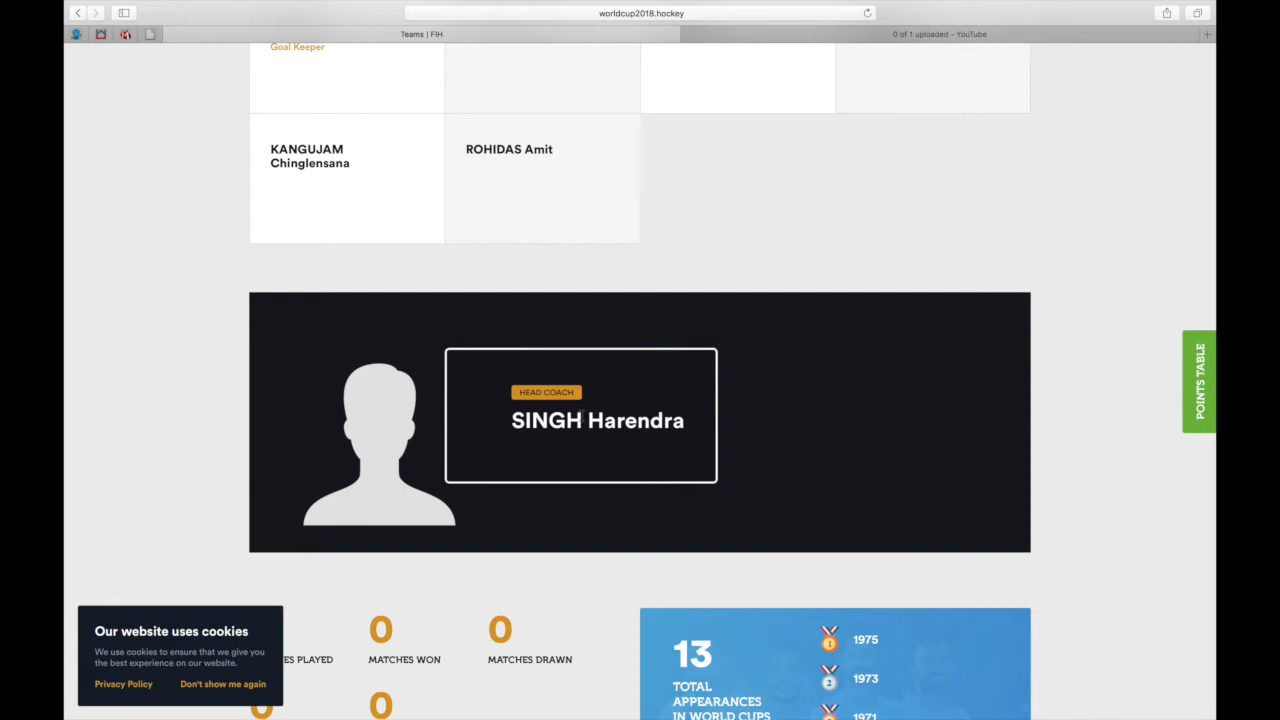 worldcup2018.hockey
Teams | FIH
0 of 1 uploaded - YouTube
Goal Keeper
KANGUJAM
Chinglensana
ROHIDAS Amit
HEAD COACH
SINGH Harendra
POINTS TABLE
Our website uses cookies
We use cookies to ensure that we give you
the best experience on our website.
Privacy Policy
Don't show me again
ES PLAYED
0
MATCHES WON
0
MATCHES DRAWN
0
0
13
TOTAL
APPEARANCES
IN WORLD CUPS
1 1975
2 1973
1971